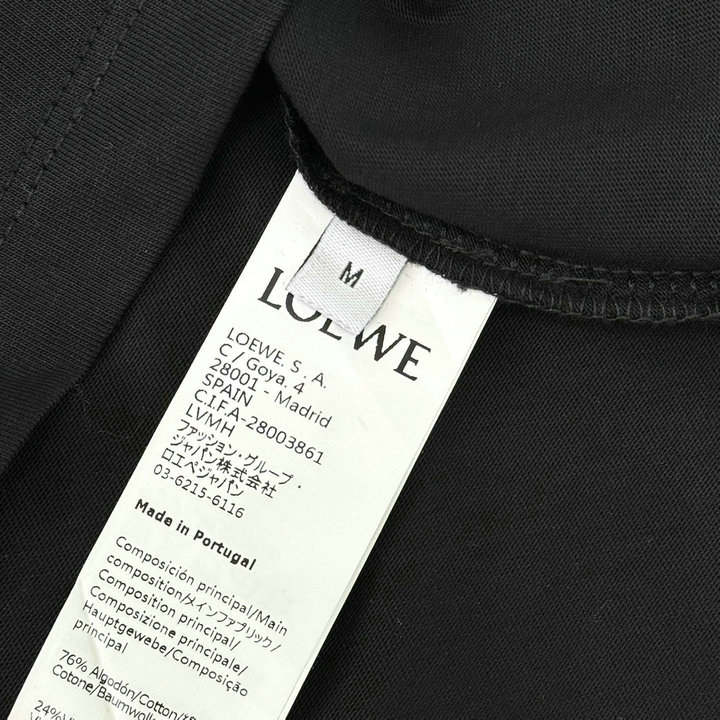 M
LOEWE
LOEWE. S . A.
C / Goya. 4
28001 - Madrid
SPAIN
C.I.F.A-28003861
LVMH
ファッション・グループ・
ジャパン株式会社
ロエベジャパン
03-6215-6116
Made in Portugal
Composición principal/Main
composition/メインファブリック/
Composition principal/
Composizione principale/
Hauptgewebe/Composição
principal
76% Algodón/Cotton/
Cotone/Baumwolle
24%